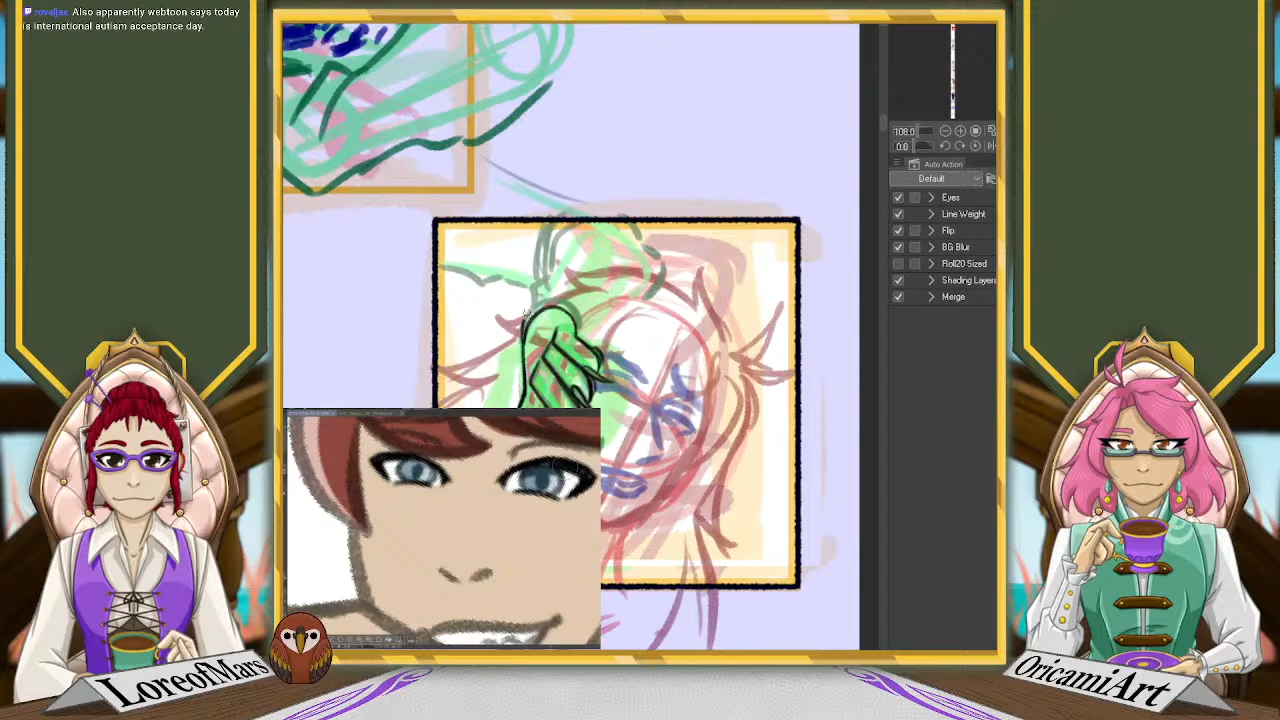 rovaljax Also apparently webtoon says today
is international autism acceptance day.
108.0
0.0
Auto Action
Default
Eyes
Line Weight
Flip
BG Blur
Roll20 Sized
Shading Layers
Merge
LoreofMars
OricamiArt